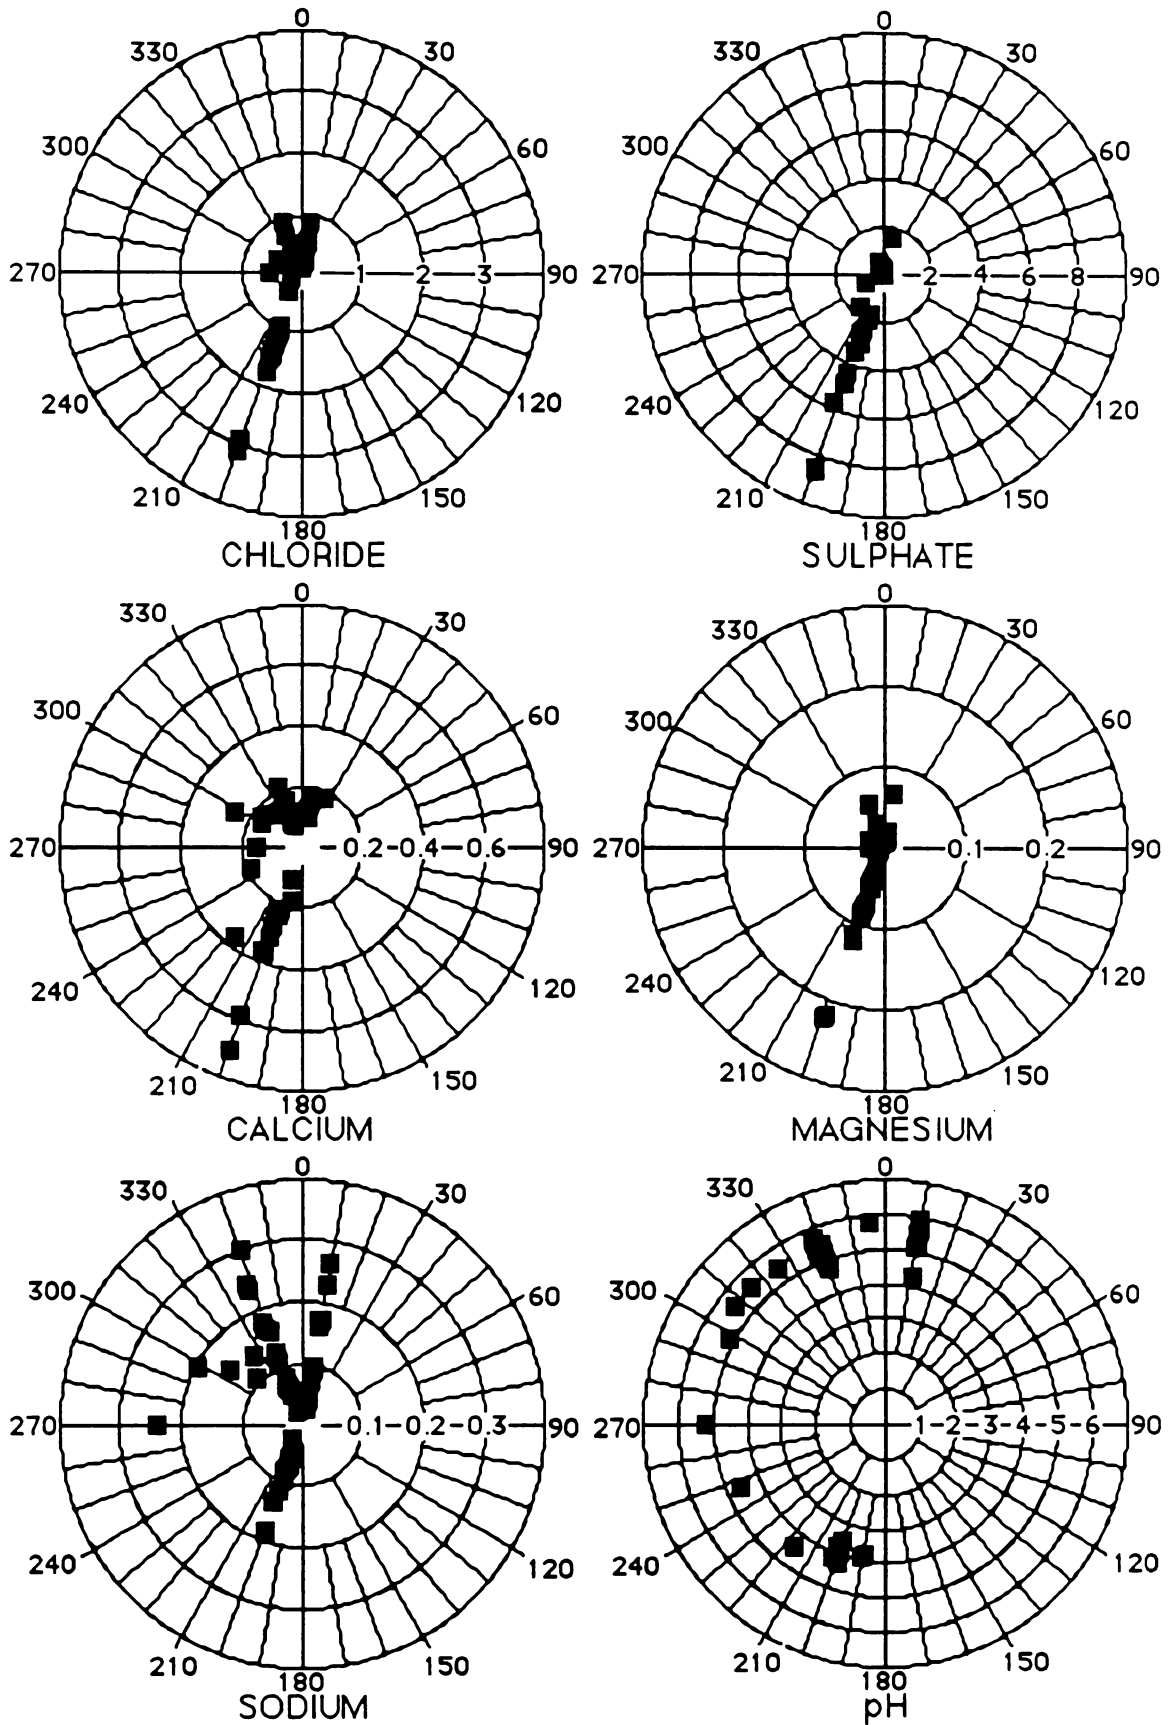 0 0
330 30 330 30
300 60 300 60
270 1 2 3 90 270 2 4 6 8 90
240 120 240 120
210 150 210 150
180 180
CHLORIDE SULPHATE
0 0
330 30 330 30
300 60 300 60
270 0.2 0.4 0.6 90 270 0.1 0.2 90
240 120 240 120
210 150 210 150
180 180
CALCIUM MAGNESIUM
0 0
330 30 330 30
300 60 300 60
270 0.1 0.2 0.3 90 270 1 2 3 4 5 6 90
240 120 240 120
210 150 210 150
180 180
SODIUM pH